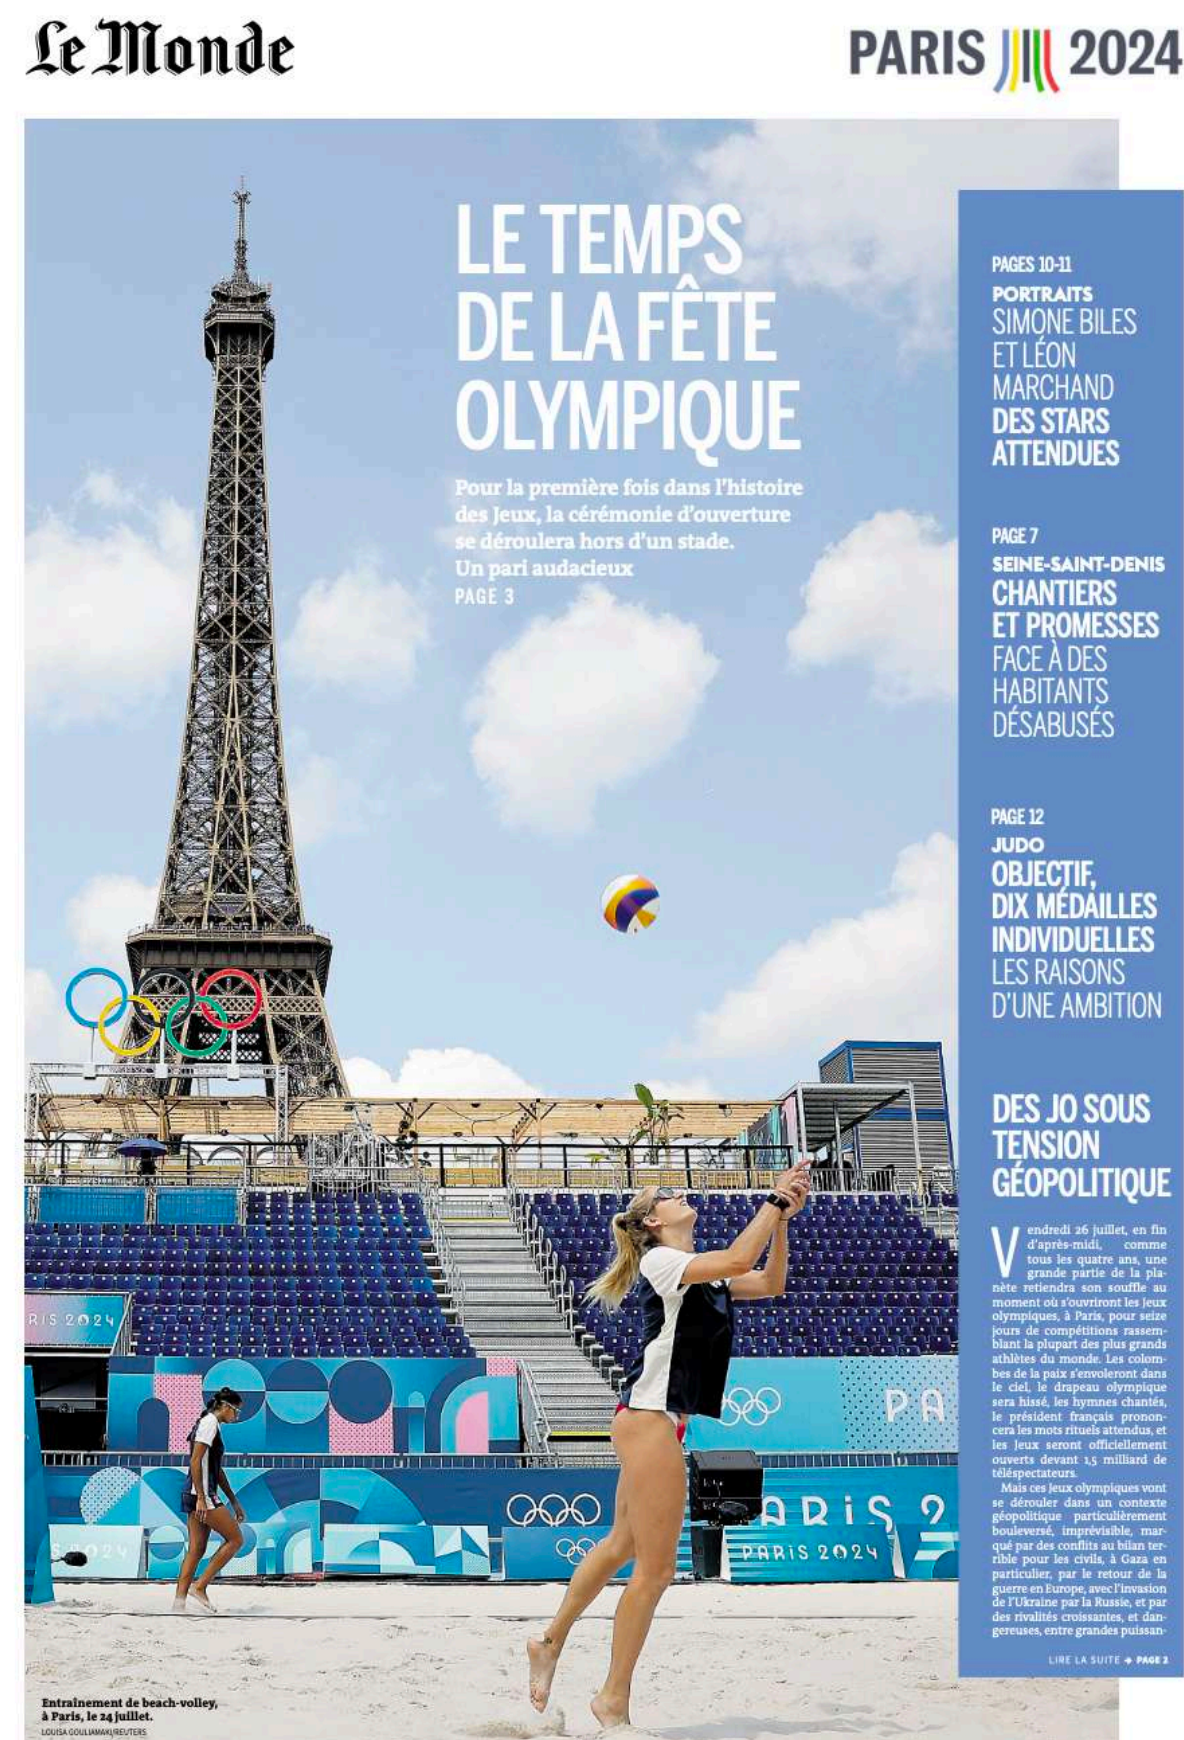 Le Monde
PARIS 2024
LE TEMPS
DE LA FÊTE
OLYMPIQUE
Pour la première fois dans l'histoire
des Jeux, la cérémonie d'ouverture
se déroulera hors d'un stade.
Un pari audacieux
PAGE 3
PAGES 10-11
PORTRAITS
SIMONE BILES
ET LÉON
MARCHAND
DES STARS
ATTENDUES
PAGE 7
SEINE-SAINT-DENIS
CHANTIERS
ET PROMESSES
FACE À DES
HABITANTS
DÉSABUSÉS
PAGE 12
JUDO
OBJECTIF,
DIX MÉDAILLES
INDIVIDUELLES
LES RAISONS
D'UNE AMBITION
DES JO SOUS
TENSION
GÉOPOLITIQUE
Vendredi 26 juillet, en fin
d'après-midi, comme
tous les quatre ans, une
grande partie de la pla-
nète retiendra son souffle au
moment où s'ouvriront les Jeux
olympiques, à Paris, pour seize
jours de compétitions rassem-
blant la plupart des plus grands
athlètes du monde. Les colom-
bes de la paix s'envoleront dans
le ciel, le drapeau olympique
sera hissé, les hymnes chantés,
le président français pronon-
cera les mots rituels attendus, et
les Jeux seront officiellement
ouverts devant 1,5 milliard de
téléspectateurs.
Mais ces Jeux olympiques vont
se dérouler dans un contexte
géopolitique particulièrement
bouleversé, imprévisible, mar-
qué par des conflits au bilan ter-
rible pour les civils, à Gaza en
particulier, par le retour de la
guerre en Europe, avec l'invasion
de l'Ukraine par la Russie, et par
des rivalités croissantes, et dan-
gereuses, entre grandes puissan-
LIRE LA SUITE → PAGE 2
RIS 2024
PA
ARIS 2
S 2024
PARIS 2024
Entraînement de beach-volley,
à Paris, le 24 juillet.
LOUISA GOULIAMAKI/REUTERS